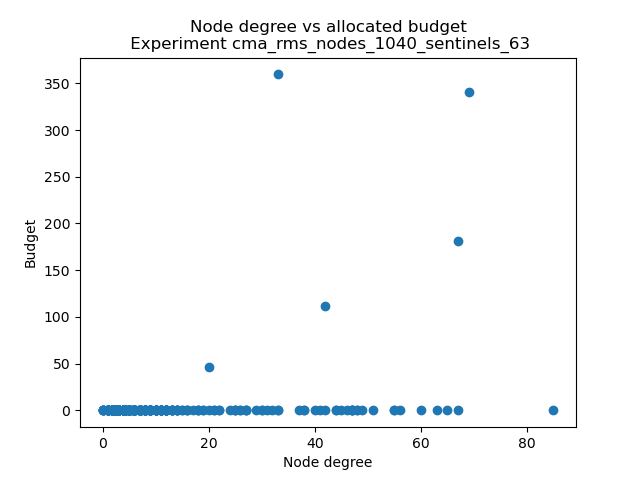 Node degree vs allocated budget
Experiment cma_rms_nodes_1040_sentinels_63
350
300
250
200
150
100
50
0
Budget
0 20 40 60 80
Node degree